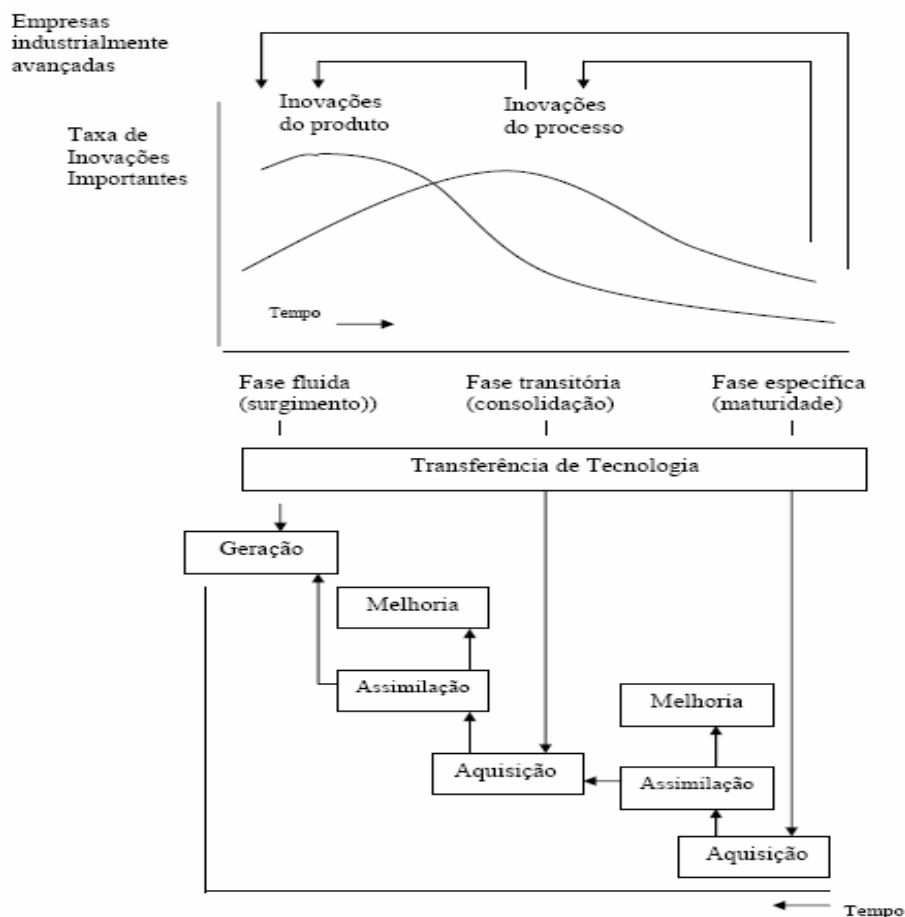 Empresas
industrialmente
avançadas
Inovações
do produto
Inovações
do processo
Taxa de
Inovações
Importantes
Tempo
Fase fluida
(surgimento))
Fase transitória
(consolidação)
Fase específica
(maturidade)
Transferência de Tecnologia
Geração
Melhoria
Assimilação
Melhoria
Aquisição
Assimilação
Aquisição
Tempo